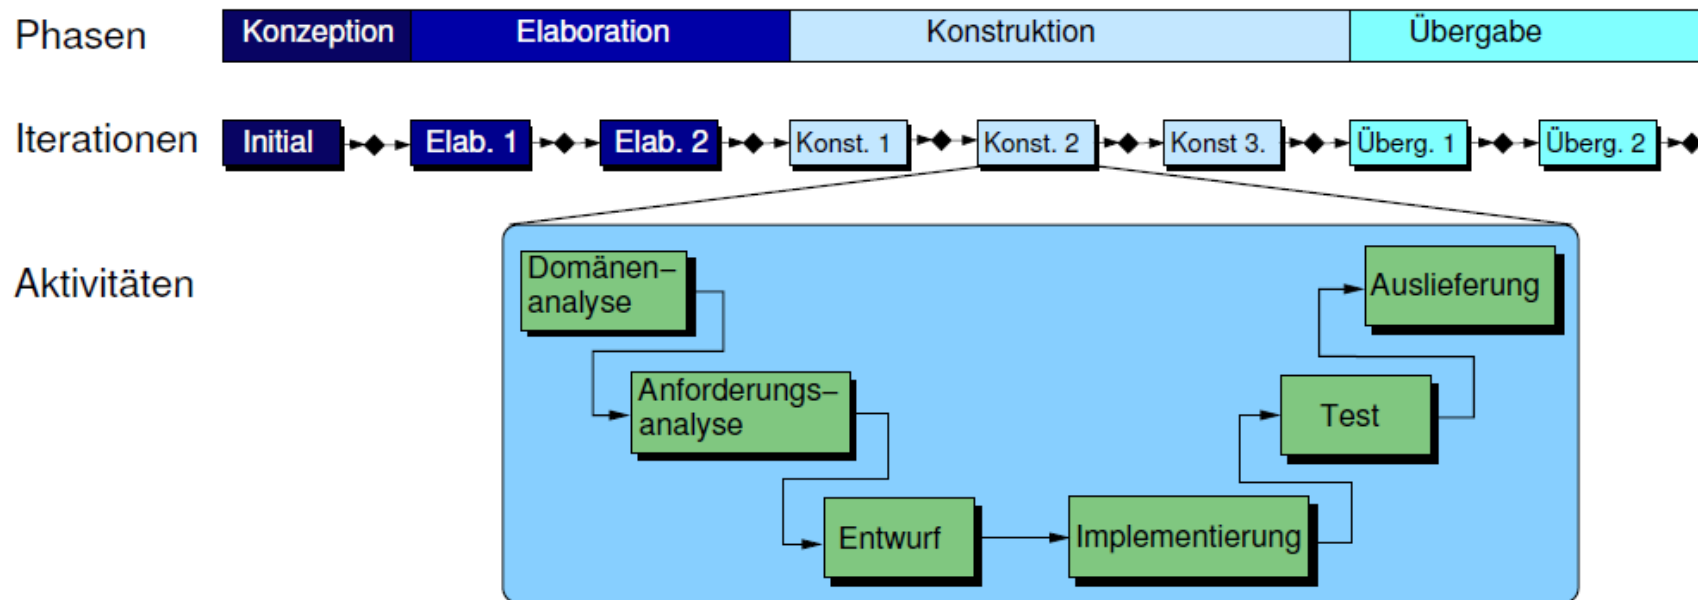 Phasen
Konzeption
Elaboration
Konstruktion
Übergabe
Iterationen
Initial
Elab. 1
Elab. 2
Konst. 1
Konst. 2
Konst 3.
Überg. 1
Überg. 2
Aktivitäten
Domänen–
analyse
Anforderungs–
analyse
Entwurf
Implementierung
Test
Auslieferung